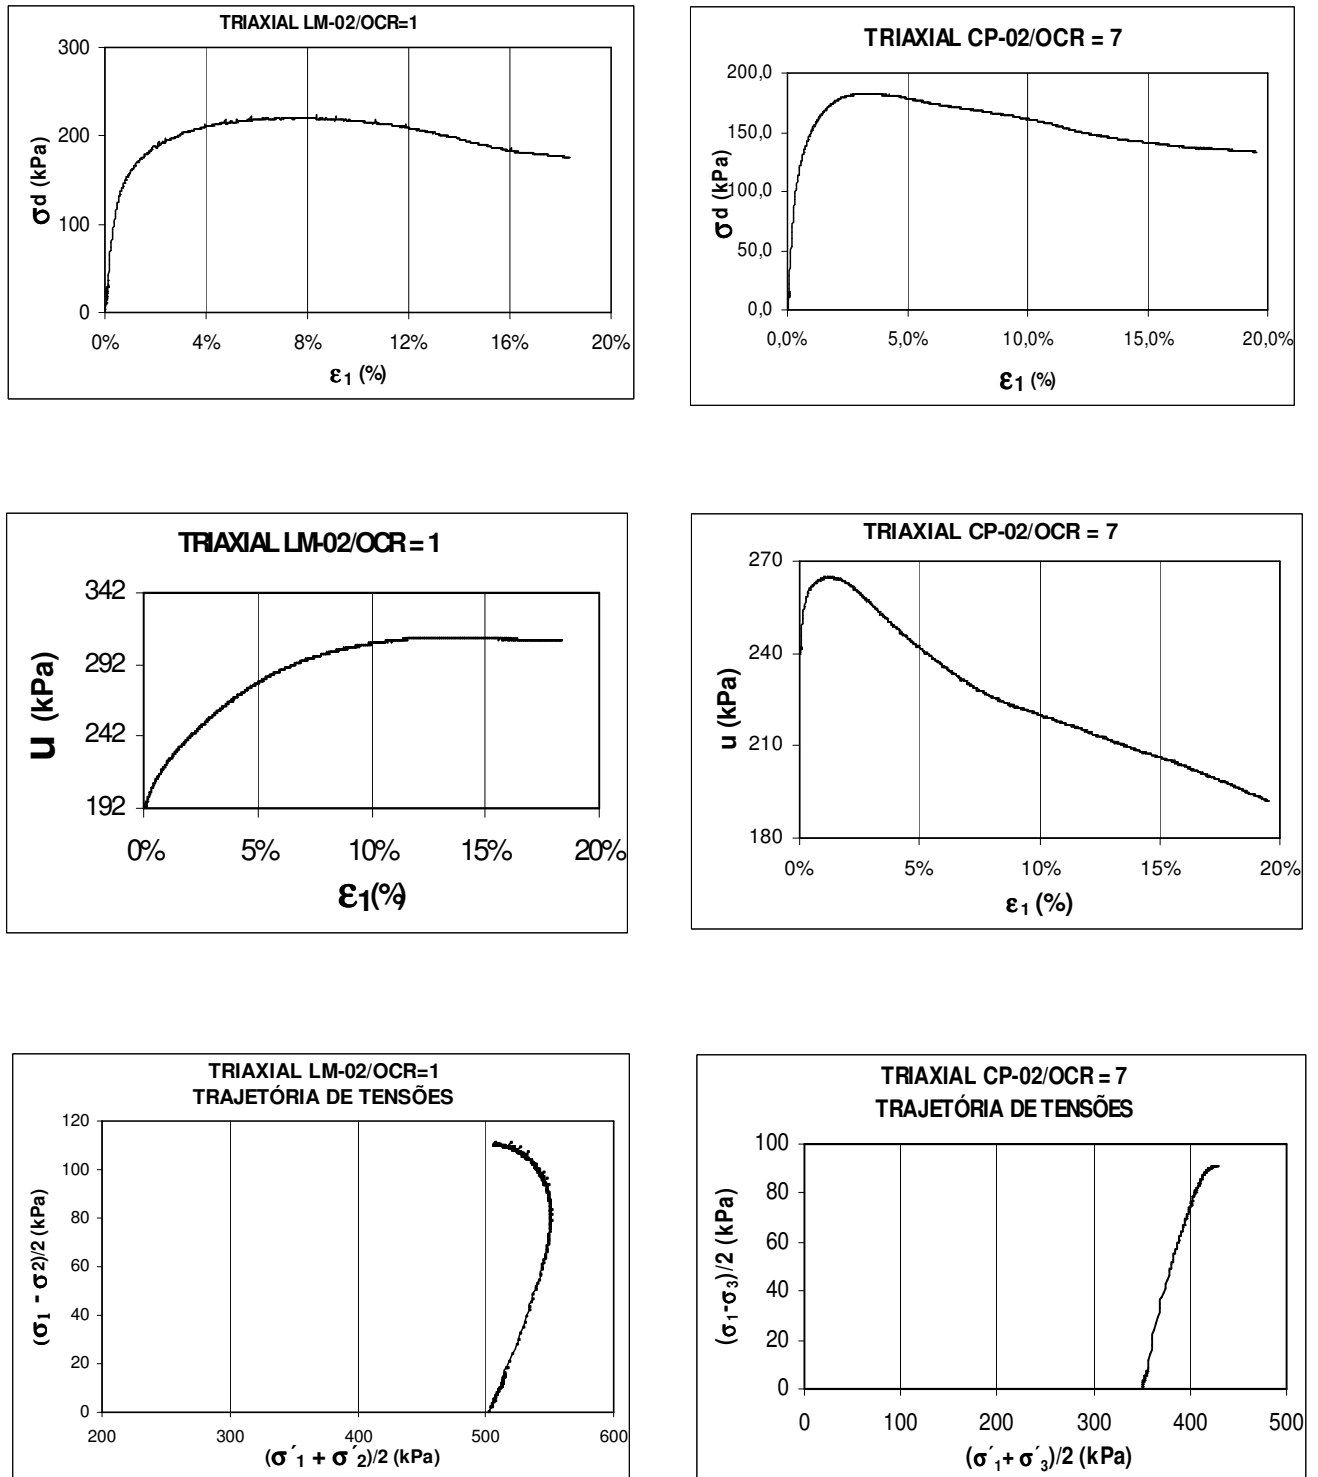 TRIAXIAL LM-02/OCR=1
300
200
100
0
σd (kPa)
0% 4% 8% 12% 16% 20%
ε1 (%)
TRIAXIAL CP-02/OCR = 7
200,0
150,0
100,0
50,0
0,0
σd (kPa)
0,0% 5,0% 10,0% 15,0% 20,0%
ε1 (%)
TRIAXIAL LM-02/OCR = 1
342
292
242
192
u (kPa)
0% 5% 10% 15% 20%
ε1(%)
TRIAXIAL CP-02/OCR = 7
270
240
210
180
u (kPa)
0% 5% 10% 15% 20%
ε1 (%)
TRIAXIAL LM-02/OCR=1
TRAJETÓRIA DE TENSÕES
120
100
80
60
40
20
0
(σ1 - σ2)/2 (kPa)
200 300 400 500 600
(σ´1 + σ´2)/2 (kPa)
TRIAXIAL CP-02/OCR = 7
TRAJETÓRIA DE TENSÕES
100
80
60
40
20
0
(σ1-σ3)/2 (kPa)
0 100 200 300 400 500
(σ´1+ σ´3)/2 (kPa)